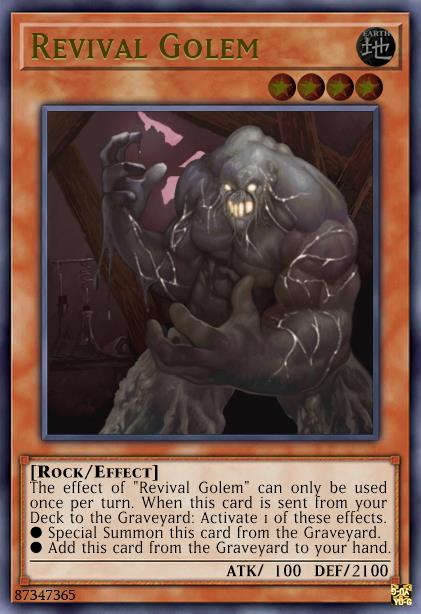 REVIVAL GOLEM
EARTH
地
[ROCK/EFFECT]
The effect of "Revival Golem" can only be used
once per turn. When this card is sent from your
Deck to the Graveyard: Activate 1 of these effects.
● Special Summon this card from the Graveyard.
● Add this card from the Graveyard to your hand.
ATK/ 100 DEF/2100
87347365